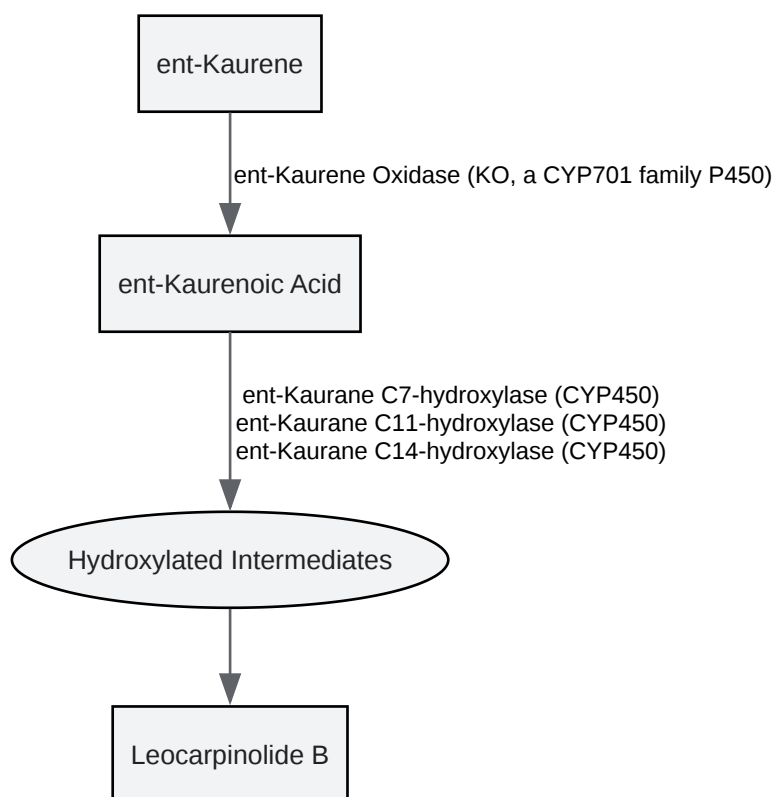 ent-Kaurene
ent-Kaurene Oxidase (KO, a CYP701 family P450)
ent-Kaurenoic Acid
ent-Kaurane C7-hydroxylase (CYP450)
ent-Kaurane C11-hydroxylase (CYP450)
ent-Kaurane C14-hydroxylase (CYP450)
Hydroxylated Intermediates
Leocarpinolide B